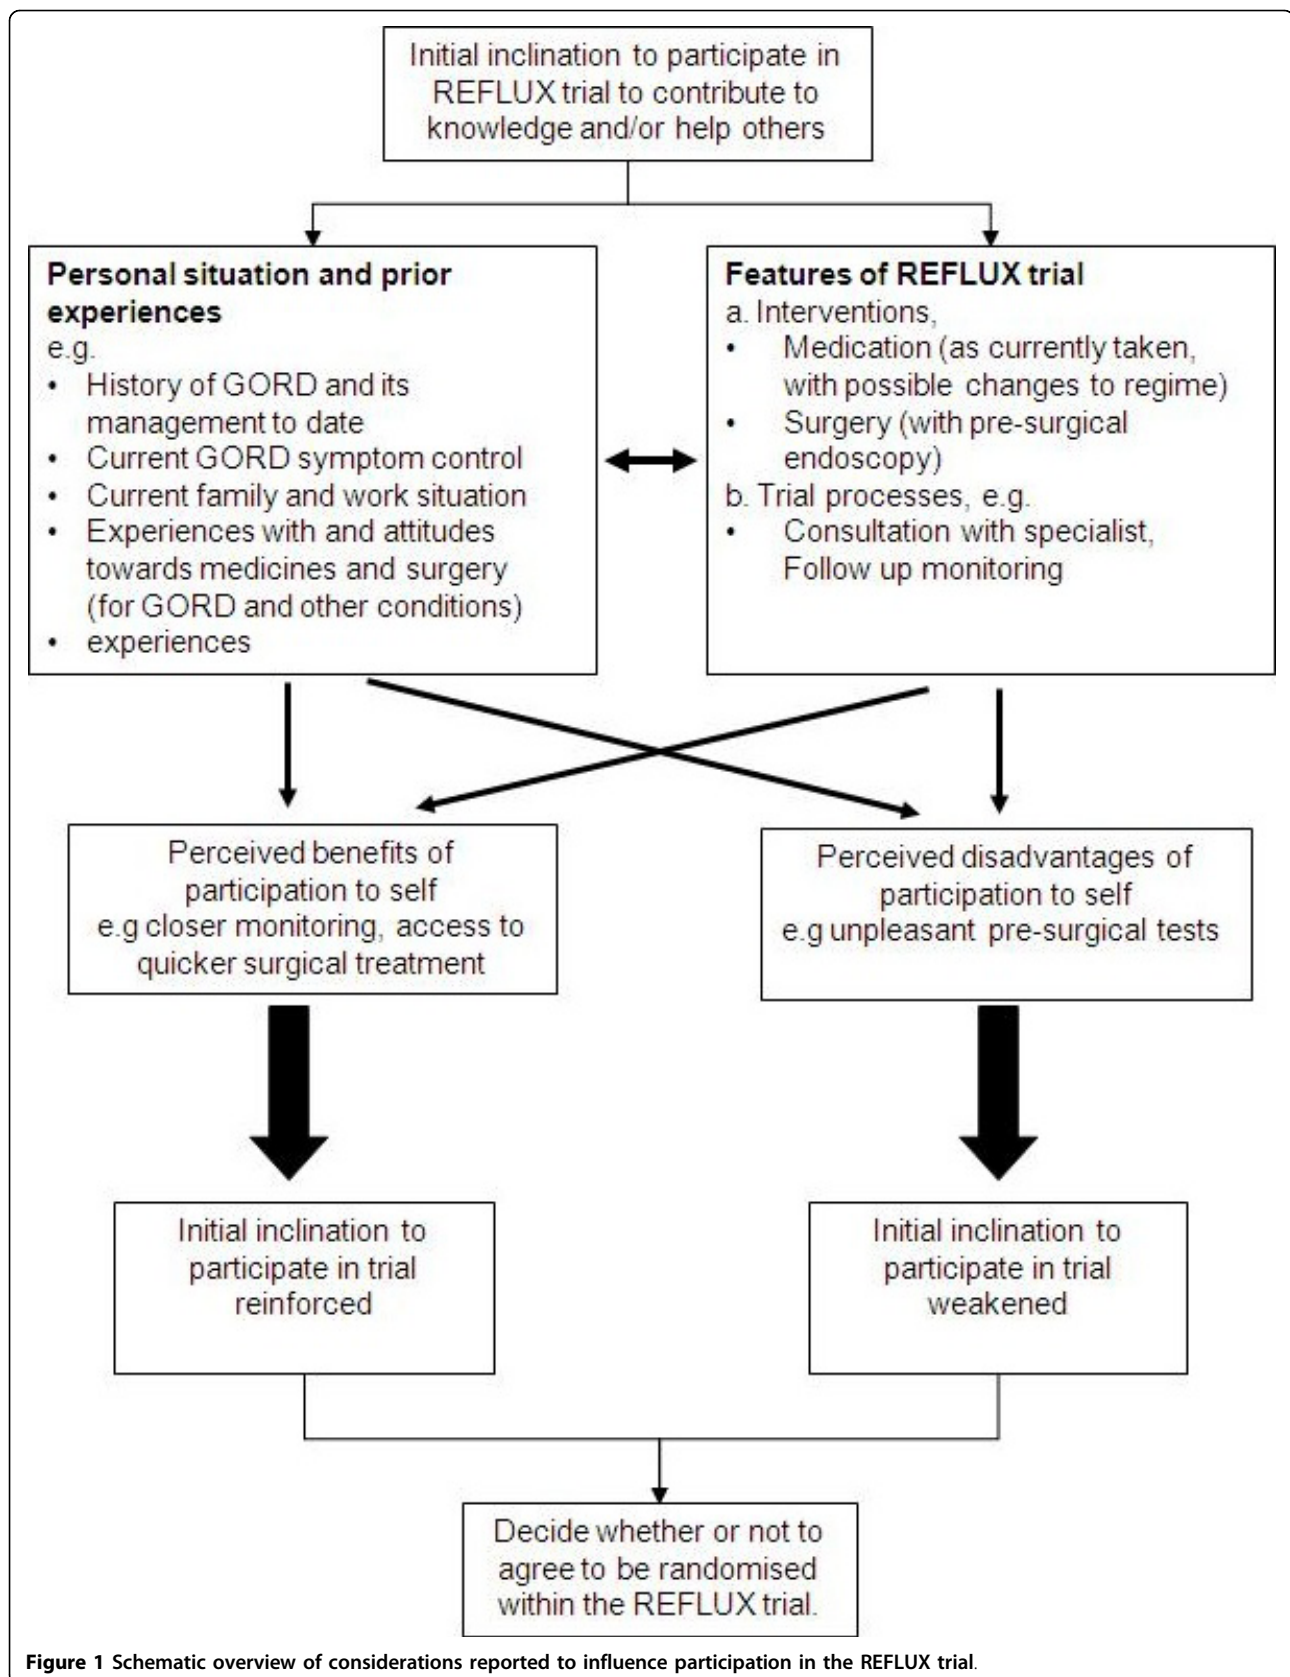 Initial inclination to participate in
REFLUX trial to contribute to
knowledge and/or help others
Personal situation and prior
experiences
e.g.
• History of GORD and its
management to date
• Current GORD symptom control
• Current family and work situation
• Experiences with and attitudes
towards medicines and surgery
(for GORD and other conditions)
• experiences
Features of REFLUX trial
a. Interventions,
• Medication (as currently taken,
with possible changes to regime)
• Surgery (with pre-surgical
endoscopy)
b. Trial processes, e.g.
• Consultation with specialist,
Follow up monitoring
Perceived benefits of
participation to self
e.g closer monitoring, access to
quicker surgical treatment
Perceived disadvantages of
participation to self
e.g unpleasant pre-surgical tests
Initial inclination to
participate in trial
reinforced
Initial inclination to
participate in trial
weakened
Decide whether or not to
agree to be randomised
within the REFLUX trial.
Figure 1 Schematic overview of considerations reported to influence participation in the REFLUX trial.